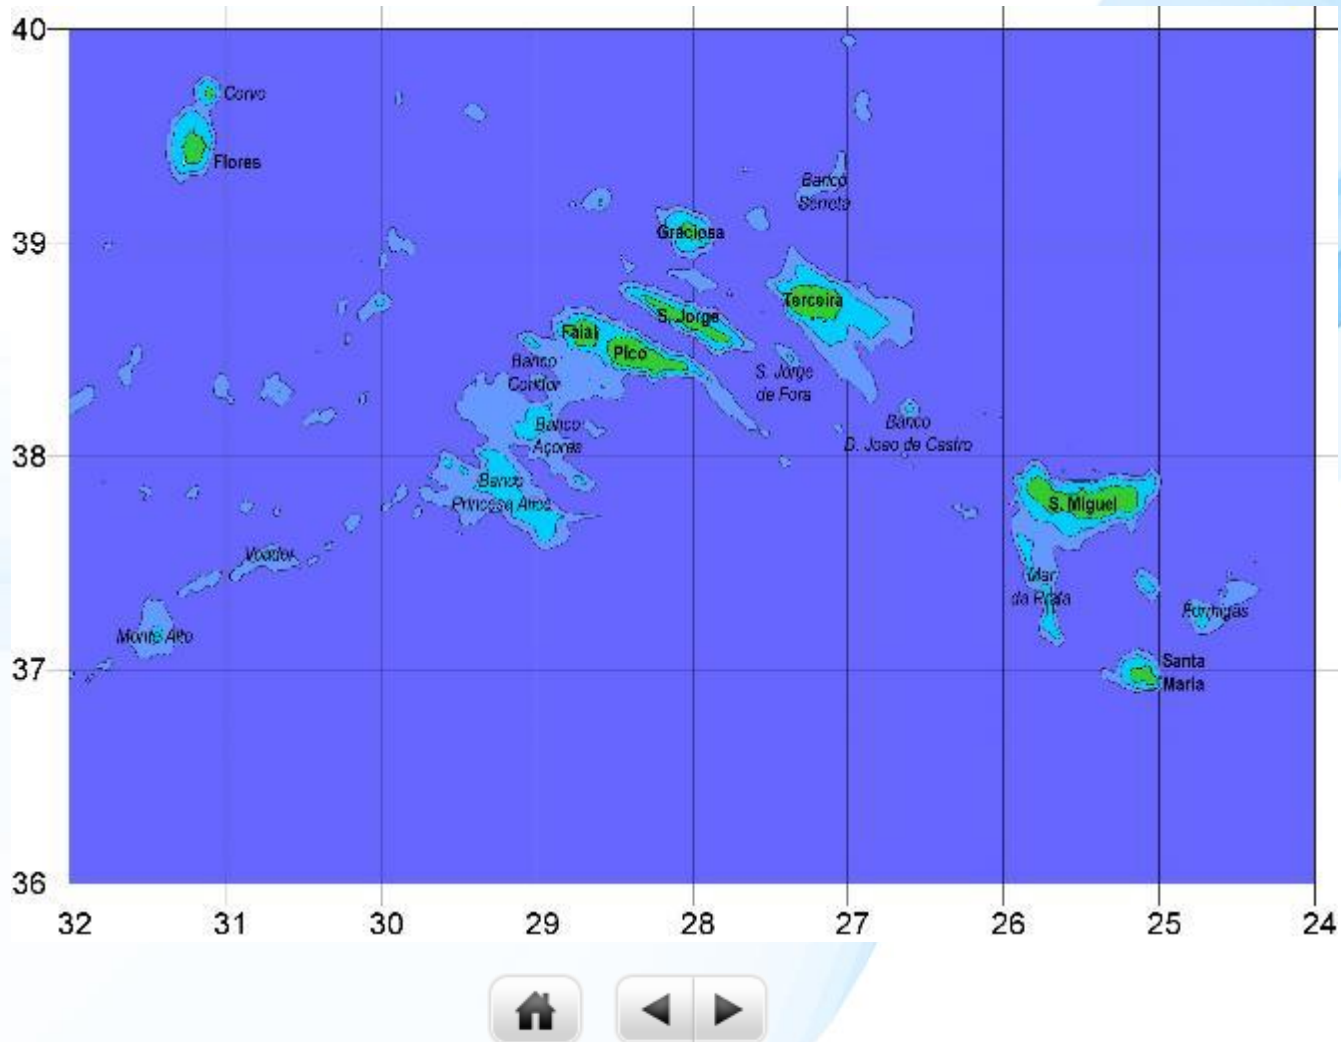 40
Corvo
Flores
Banco
Serreta
39
Graciosa
Terceira
S. Jorge
Faial
Pico
Banco
Condor
S. Jorge
de Fora
Banco
Açores
Banco
D. Joao de Castro
38
Banco
Princesa Alice
S. Miguel
Voador
Mar
da Prata
Formigas
Monte Alto
37
Santa
Maria
36
32 31 30 29 28 27 26 25 24